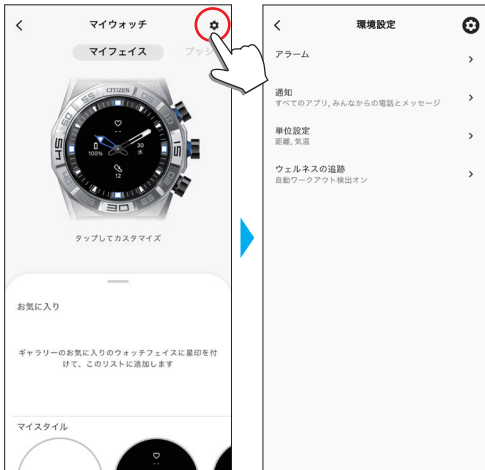 マイウォッチ
マイフェイス
プッシ
CITIZEN
55
5
45
15
30
100%
30
水
12
タップしてカスタマイズ
お気に入り
ギャラリーのお気に入りのウォッチフェイスに星印を付
けて、このリストに追加します
マイスタイル
環境設定
アラーム
通知
すべてのアプリ, みんなからの電話とメッセージ
単位設定
距離, 気温
ウェルネスの追跡
自動ワークアウト検出オン